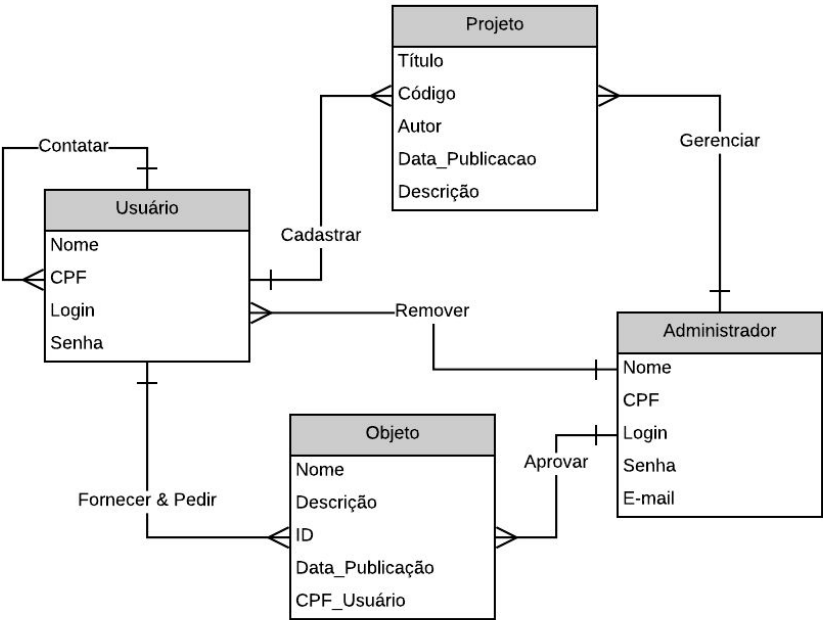 Projeto
Título
Código
Autor
Data_Publicacao
Descrição
Gerenciar
Contatar
Usuário
Nome
CPF
Login
Senha
Cadastrar
Remover
Administrador
Nome
CPF
Login
Senha
E-mail
Objeto
Nome
Descrição
ID
Data_Publicação
CPF_Usuário
Aprovar
Fornecer & Pedir